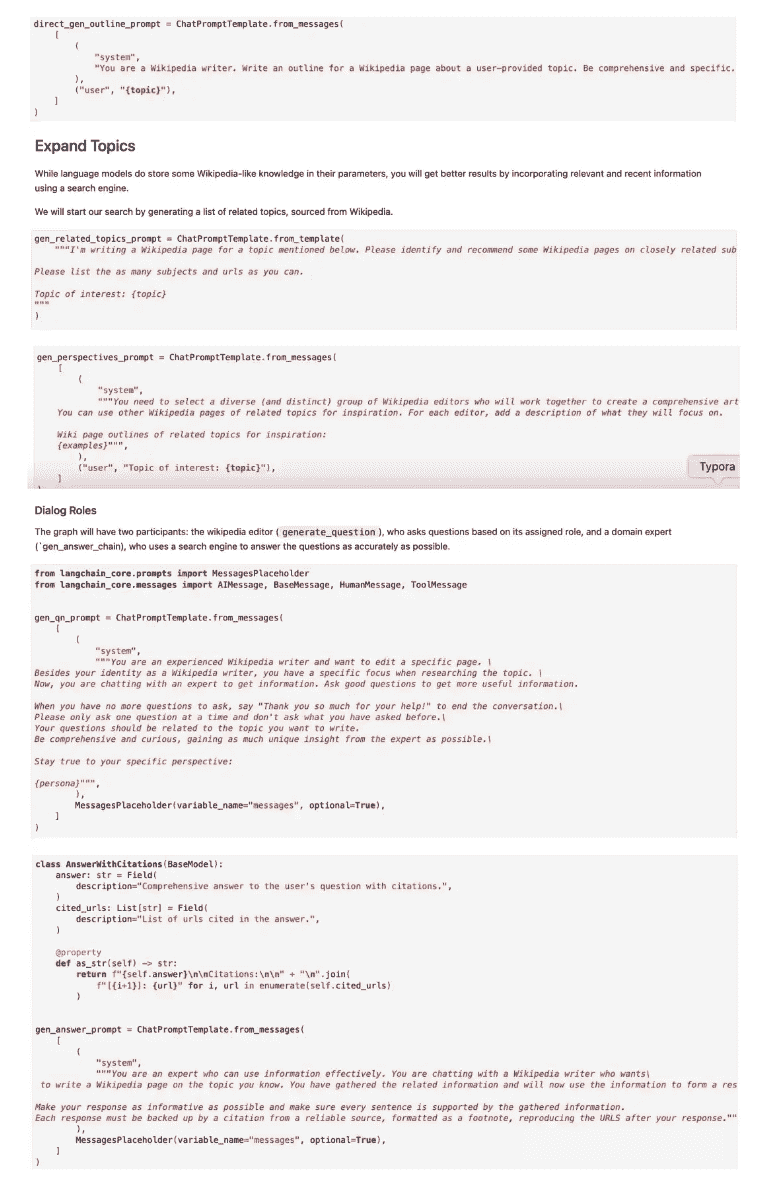 direct_gen_outline_prompt = ChatPromptTemplate.from_messages(
    [
        (
            "system",
            "You are a Wikipedia writer. Write an outline for a Wikipedia page about a user-provided topic. Be comprehensive and specific.
        ),
        ("user", "{topic}"),
    ]
)
Expand Topics
While language models do store some Wikipedia-like knowledge in their parameters, you will get better results by incorporating relevant and recent information
using a search engine.
We will start our search by generating a list of related topics, sourced from Wikipedia.
gen_related_topics_prompt = ChatPromptTemplate.from_template(
    """I'm writing a Wikipedia page for a topic mentioned below. Please identify and recommend some Wikipedia pages on closely related sub
Please list the as many subjects and urls as you can.
Topic of interest: {topic}
"""
)
gen_perspectives_prompt = ChatPromptTemplate.from_messages(
    [
        (
            "system",
            """You need to select a diverse (and distinct) group of Wikipedia editors who will work together to create a comprehensive art
    You can use other Wikipedia pages of related topics for inspiration. For each editor, add a description of what they will focus on.
    Wiki page outlines of related topics for inspiration:
    {examples}""",
        ),
        ("user", "Topic of interest: {topic}"),
    ]
Typora
Dialog Roles
The graph will have two participants: the wikipedia editor (generate_question), who asks questions based on its assigned role, and a domain expert
(`gen_answer_chain), who uses a search engine to answer the questions as accurately as possible.
from langchain_core.prompts import MessagesPlaceholder
from langchain_core.messages import AIMessage, BaseMessage, HumanMessage, ToolMessage
gen_qn_prompt = ChatPromptTemplate.from_messages(
    [
        (
            "system",
            """You are an experienced Wikipedia writer and want to edit a specific page. \
Besides your identity as a Wikipedia writer, you have a specific focus when researching the topic. \
Now, you are chatting with an expert to get information. Ask good questions to get more useful information.
When you have no more questions to ask, say "Thank you so much for your help!" to end the conversation.\
Please only ask one question at a time and don't ask what you have asked before.\
Your questions should be related to the topic you want to write.
Be comprehensive and curious, gaining as much unique insight from the expert as possible.\
Stay true to your specific perspective:
{persona}""",
        ),
        MessagesPlaceholder(variable_name="messages", optional=True),
    ]
)
class AnswerWithCitations(BaseModel):
    answer: str = Field(
        description="Comprehensive answer to the user's question with citations.",
    )
    cited_urls: List[str] = Field(
        description="List of urls cited in the answer.",
    )
    @property
    def as_str(self) -> str:
        return f"{self.answer}\n\nCitations:\n\n" + "\n".join(
            f"[{i+1}]: {url}" for i, url in enumerate(self.cited_urls)
        )
gen_answer_prompt = ChatPromptTemplate.from_messages(
    [
        (
            "system",
            """You are an expert who can use information effectively. You are chatting with a Wikipedia writer who wants\
 to write a Wikipedia page on the topic you know. You have gathered the related information and will now use the information to form a res
Make your response as informative as possible and make sure every sentence is supported by the gathered information.
Each response must be backed up by a citation from a reliable source, formatted as a footnote, reproducing the URLS after your response.""
        ),
        MessagesPlaceholder(variable_name="messages", optional=True),
    ]
)